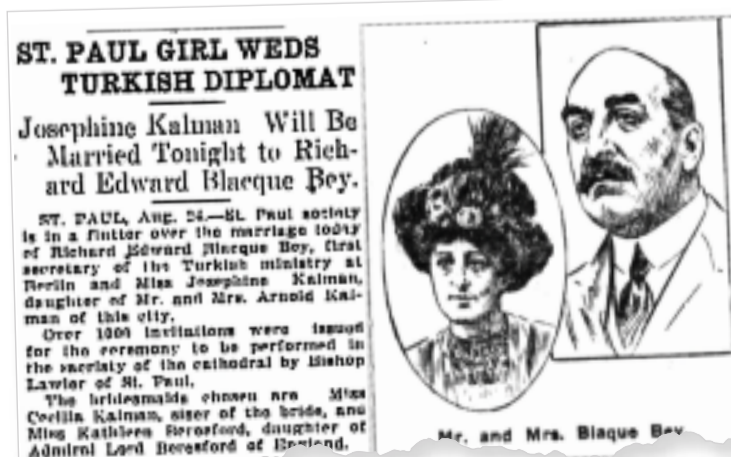 ST. PAUL GIRL WEDS
TURKISH DIPLOMAT
Josephine Kalman Will Be
Married Tonight to Rich-
ard Edward Blacque Bey.
ST. PAUL, Aug. 24.—St. Paul society
is in a flutter over the marriage today
of Richard Edward Blacque Bey, first
secretary of the Turkish ministry at
Berlin and Miss Josephine Kalman,
daughter of Mr. and Mrs. Arnold Kal-
man of this city.
Over 1000 invitations were issued
for the ceremony to be performed in
the sacristy of the cathedral by Bishop
Lawler of St. Paul.
The bridesmaids chosen are Miss
Cecilia Kalman, siser of the bride, and
Miss Kathleen Beresford, daughter of
Admiral Lord Beresford of England.
Mr. and Mrs. Blaque Bey